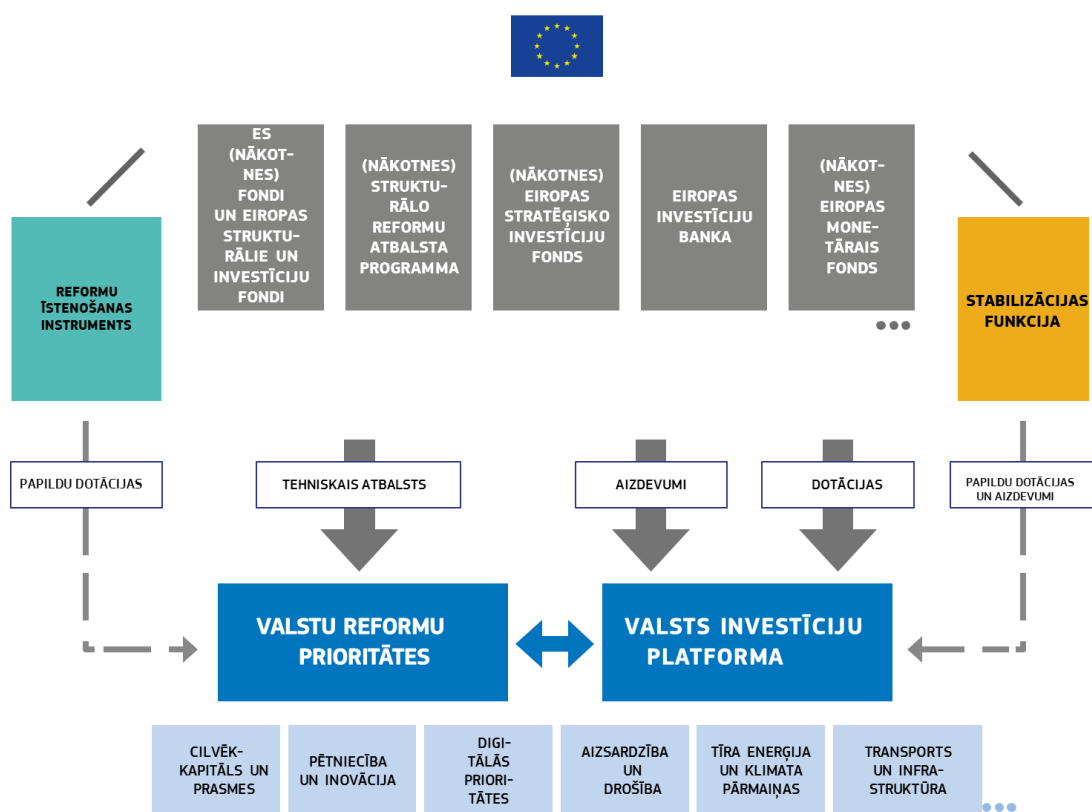 ES
(NĀKOT-
NES)
FONDI
UN EIROPAS
STRUKTU-
RĀLIE UN
INVESTĪCIJU
FONDI
(NĀKOTNES)
STRUKTU-
RĀLO
REFORMU
ATBALSTA
PROGRAMMA
(NĀKOTNES)
EIROPAS
STRATĒĢISKO
INVESTĪCIJU
FONDS
EIROPAS
INVESTĪCIJU
BANKA
(NĀKOT-
NES)
EIROPAS
MONE-
TĀRAIS
FONDS
REFORMU
ĪSTENOŠANAS
INSTRUMENTS
STABILIZĀCIJAS
FUNKCIJA
PAPILDU DOTĀCIJAS
TEHNISKAIS ATBALSTS
AIZDEVUMI
DOTĀCIJAS
PAPILDU DOTĀCIJAS
UN AIZDEVUMI
VALSTU REFORMU
PRIORITĀTES
VALSTS INVESTĪCIJU
PLATFORMA
CILVĒK-
KAPITĀLS UN
PRASMES
PĒTNIECĪBA
UN INOVĀCIJA
DIGI-
TĀLĀS
PRIORI-
TĀTES
AIZSARDZĪBA
UN
DROŠĪBA
TĪRA ENERĢIJA
UN KLIMATA
PĀRMAIŅAS
TRANSPORTS
UN INFRA-
STRUKTŪRA